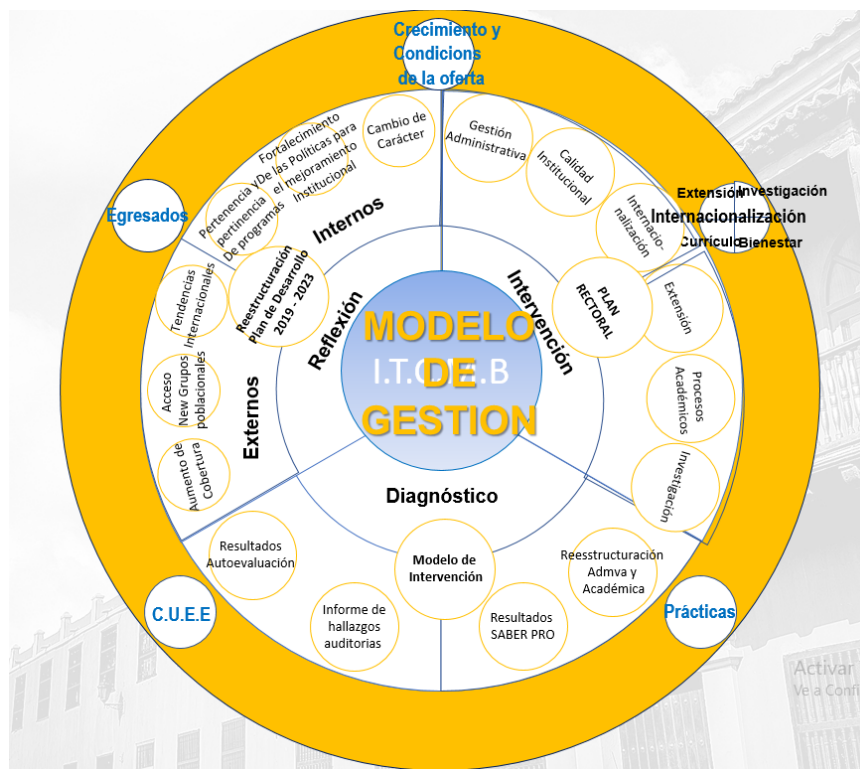 Crecimiento y
Condicions
de la oferta
Egresados
Extensión
Investigación
Internacionalización
Currículo
Bienestar
C.U.E.E
Prácticas
Fortalecimiento
De las Políticas para
el mejoramiento
Institucional
Cambio de
Carácter
Pertenencia y
pertinencia
De programas
Internos
Gestión
Administrativa
Calidad
Institucional
Internacio-
nalización
Reestructuración
Plan de Desarrollo
2019 - 2023
Reflexión
Intervención
PLAN
RECTORAL
Tendencias
Internacionales
Acceso
New Grupos
poblacionales
Aumento de
Cobertura
Externos
MODELO
DE
GESTION
Extensión
Procesos
Académicos
Investigación
Diagnóstico
Resultados
Autoevaluación
Modelo de
Intervención
Informe de
hallazgos
auditorias
Resultados
SABER PRO
Reesstructuración
Admva y
Académica
Activar
Ve a Confi